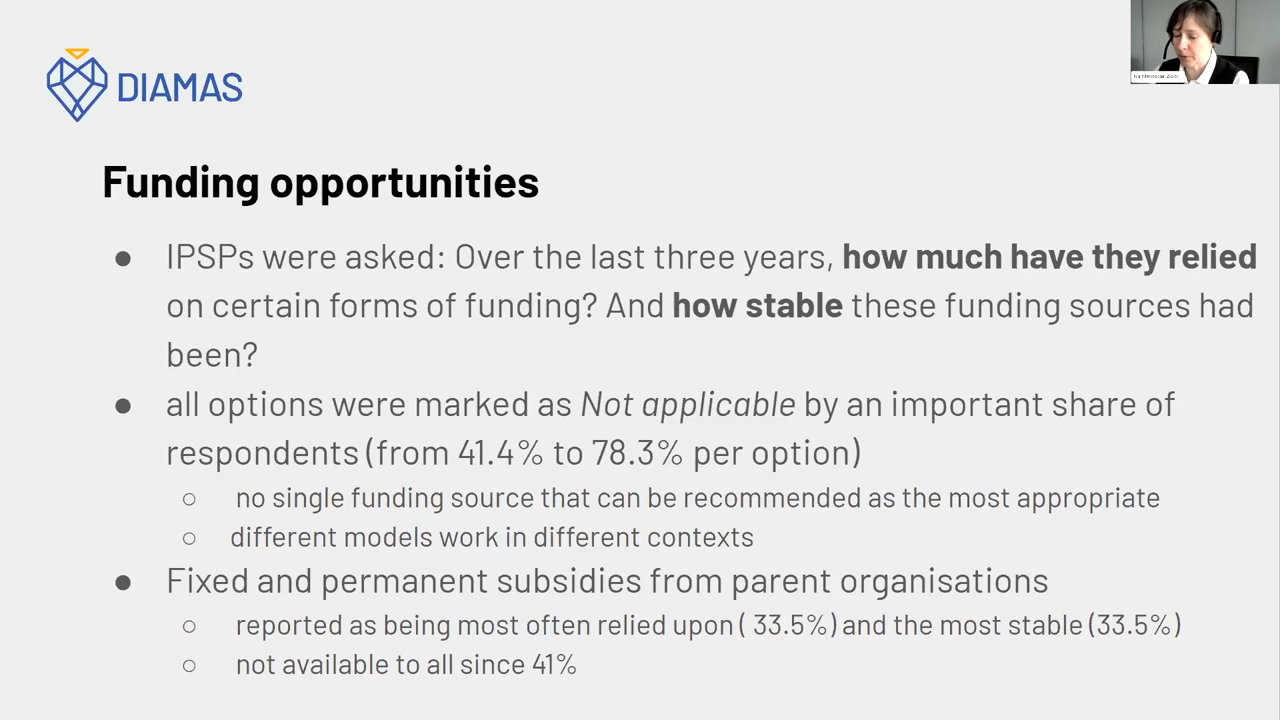 DIAMAS
Funding opportunities
● IPSPs were asked: Over the last three years, how much have they relied
on certain forms of funding? And how stable these funding sources had
been?
● all options were marked as Not applicable by an important share of
respondents (from 41.4% to 78.3% per option)
○ no single funding source that can be recommended as the most appropriate
○ different models work in different contexts
● Fixed and permanent subsidies from parent organisations
○ reported as being most often relied upon ( 33.5%) and the most stable (33.5%)
○ not available to all since 41%